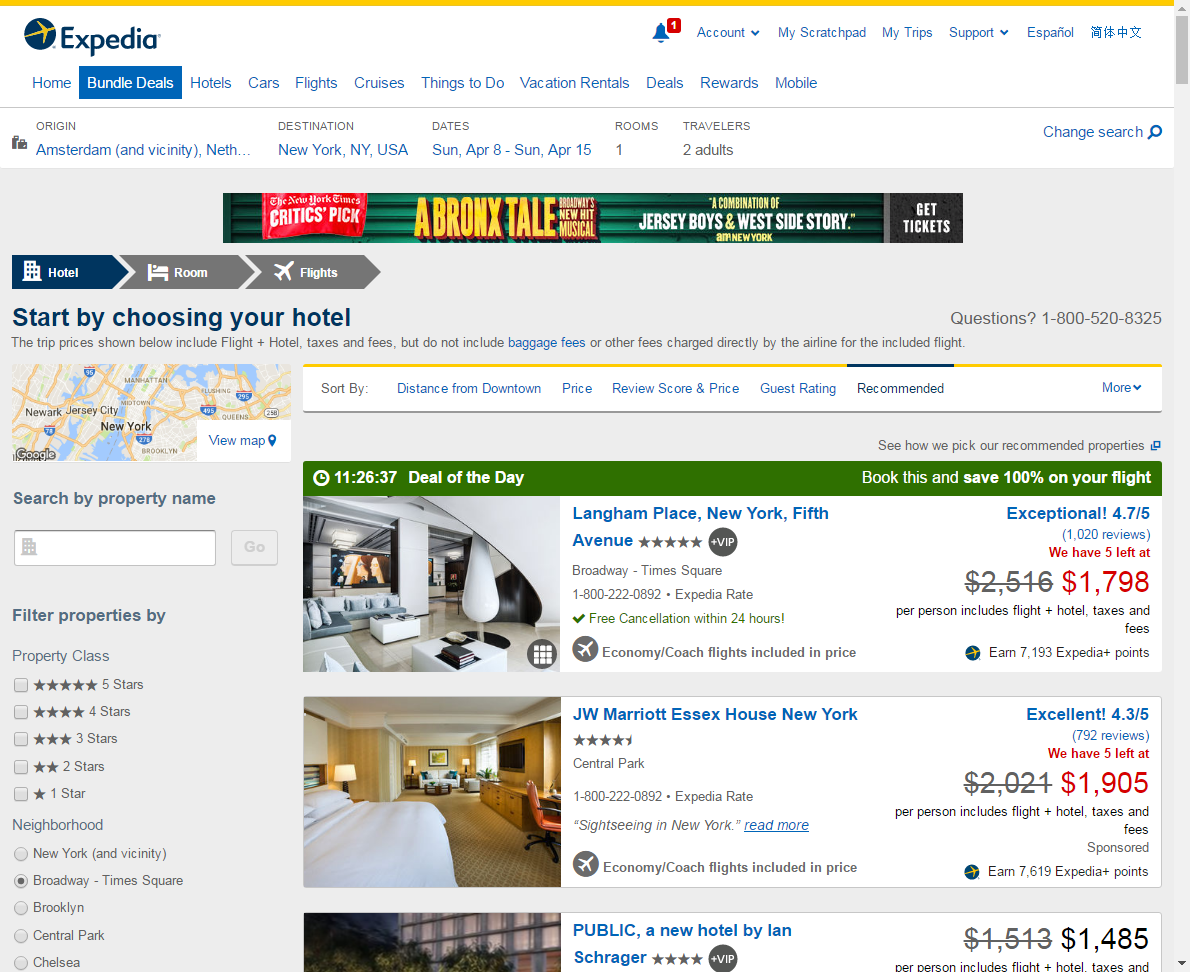 Expedia
1
Account
My Scratchpad
My Trips
Support
Español
简体中文
Home
Bundle Deals
Hotels
Cars
Flights
Cruises
Things to Do
Vacation Rentals
Deals
Rewards
Mobile
ORIGIN
Amsterdam (and vicinity), Neth...
DESTINATION
New York, NY, USA
DATES
Sun, Apr 8 - Sun, Apr 15
ROOMS
1
TRAVELERS
2 adults
Change search
The New York Times
CRITICS' PICK
A BRONX TALE
BROADWAY'S
NEW HIT
MUSICAL
"A COMBINATION OF
JERSEY BOYS & WEST SIDE STORY."
amNEWYORK
GET
TICKETS
Hotel
Room
Flights
Start by choosing your hotel
Questions? 1-800-520-8325
The trip prices shown below include Flight + Hotel, taxes and fees, but do not include baggage fees or other fees charged directly by the airline for the included flight.
95
MANHATTAN
FLUSHING
295
MIDTOWN
Newark
Jersey City
495
258
QUEENS
New York
78
278
BROOKLYN
Google
View map
Sort By:
Distance from Downtown
Price
Review Score & Price
Guest Rating
Recommended
More
See how we pick our recommended properties
Search by property name
Go
Filter properties by
Property Class
5 Stars
4 Stars
3 Stars
2 Stars
1 Star
Neighborhood
New York (and vicinity)
Broadway - Times Square
Brooklyn
Central Park
Chelsea
11:26:37 Deal of the Day
Book this and save 100% on your flight
Langham Place, New York, Fifth
Avenue
+VIP
Broadway - Times Square
1-800-222-0892 • Expedia Rate
Free Cancellation within 24 hours!
Economy/Coach flights included in price
Exceptional! 4.7/5
(1,020 reviews)
We have 5 left at
$2,516 $1,798
per person includes flight + hotel, taxes and
fees
Earn 7,193 Expedia+ points
JW Marriott Essex House New York
Central Park
1-800-222-0892 • Expedia Rate
“Sightseeing in New York.” read more
Economy/Coach flights included in price
Excellent! 4.3/5
(792 reviews)
We have 5 left at
$2,021 $1,905
per person includes flight + hotel, taxes and
fees
Sponsored
Earn 7,619 Expedia+ points
PUBLIC, a new hotel by Ian
Schrager
+VIP
$1,513 $1,485
per person includes flight + hotel, taxes and